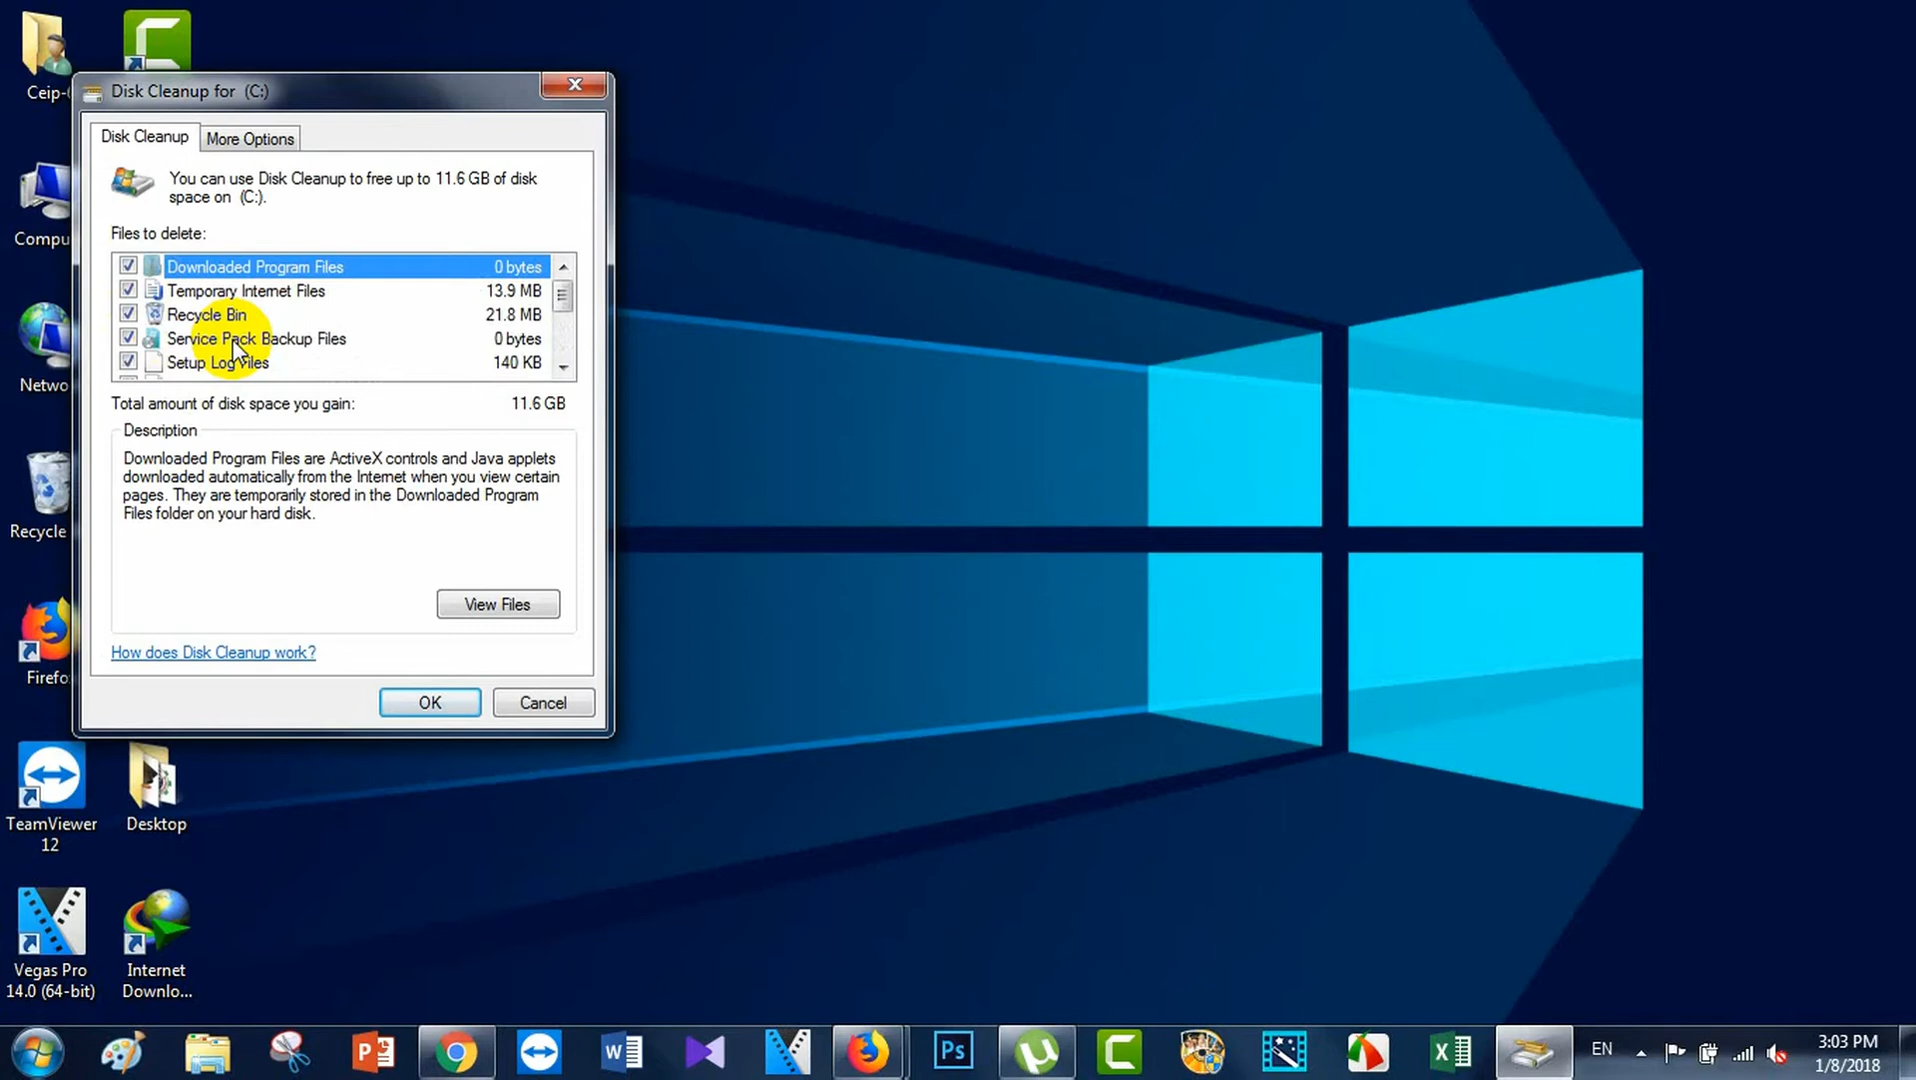 Ceip-
Disk Cleanup for (C:)
Disk Cleanup
More Options
You can use Disk Cleanup to free up to 11.6 GB of disk
space on (C:).
Files to delete:
Downloaded Program Files 0 bytes
Temporary Internet Files 13.9 MB
Recycle Bin 21.8 MB
Service Pack Backup Files 0 bytes
Setup Log Files 140 KB
Total amount of disk space you gain: 11.6 GB
Description
Downloaded Program Files are ActiveX controls and Java applets
downloaded automatically from the Internet when you view certain
pages. They are temporarily stored in the Downloaded Program
Files folder on your hard disk.
View Files
How does Disk Cleanup work?
OK
Cancel
Compu
Netwo
Recycle
Firefo
TeamViewer
12
Desktop
Vegas Pro
14.0 (64-bit)
Internet
Downlo...
EN
3:03 PM
1/8/2018